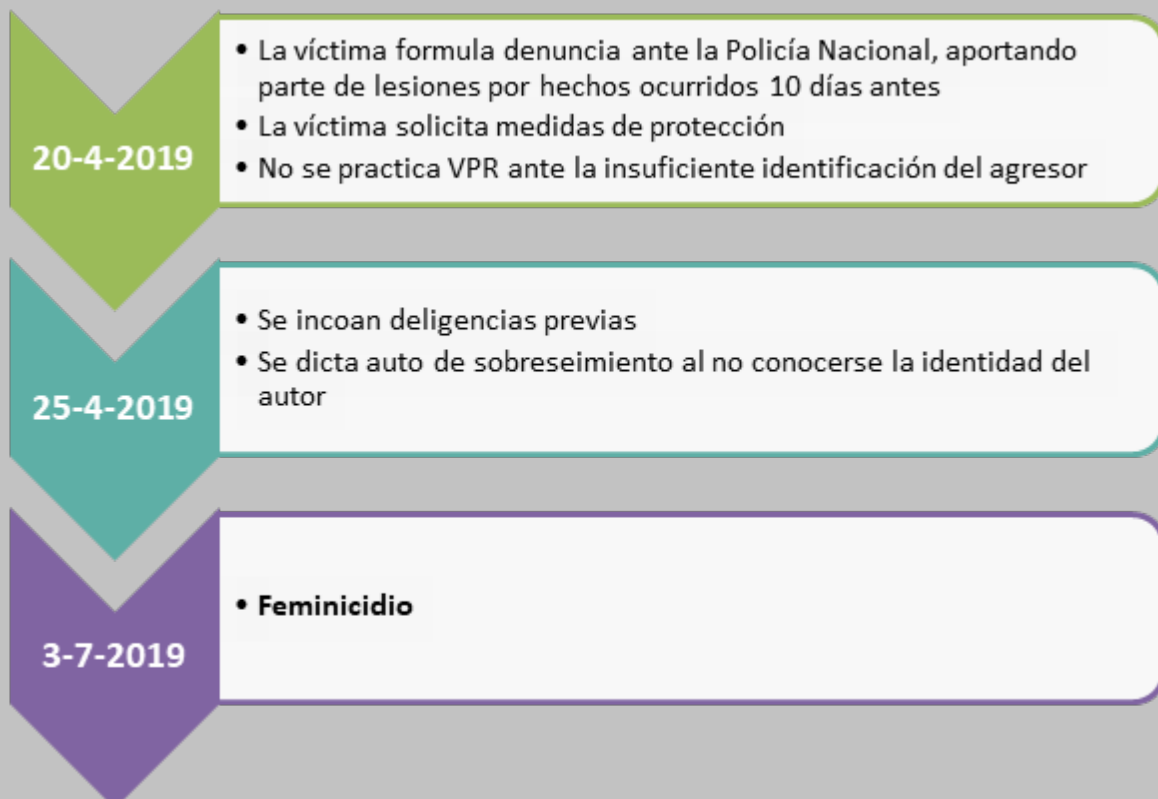 20-4-2019
• La víctima formula denuncia ante la Policía Nacional, aportando
parte de lesiones por hechos ocurridos 10 días antes
• La víctima solicita medidas de protección
• No se practica VPR ante la insuficiente identificación del agresor
25-4-2019
• Se incoan deligencias previas
• Se dicta auto de sobreseimiento al no conocerse la identidad del
autor
3-7-2019
• Feminicidio